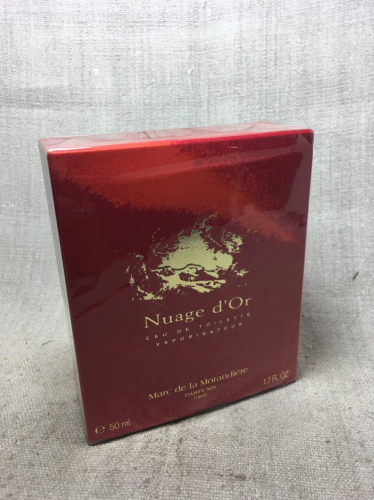 Nuage d'Or
EAU DE TOILETTE
VAPORISATEUR
Marc de la Morandière
PARFUMS
PARIS
℮ 50 ml
1.7 FL. OZ